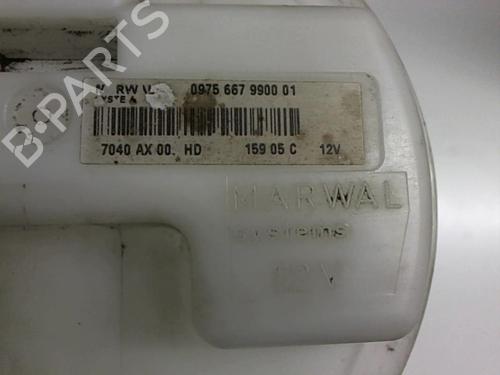 0975 667 9900 01
7040 AX 00. HD 159 05 C 12V
MARWAL
systems
12V
B-PARTS